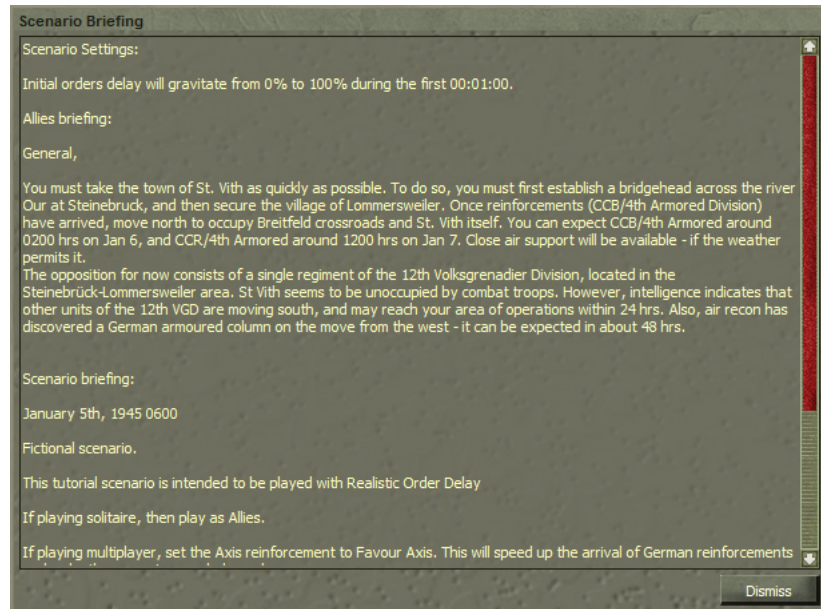 Scenario Briefing
Scenario Settings:
Initial orders delay will gravitate from 0% to 100% during the first 00:01:00.
Allies briefing:
General,
You must take the town of St. Vith as quickly as possible. To do so, you must first establish a bridgehead across the river
Our at Steinebruck, and then secure the village of Lommersweiler. Once reinforcements (CCB/4th Armored Division)
have arrived, move north to occupy Breitfeld crossroads and St. Vith itself. You can expect CCB/4th Armored around
0200 hrs on Jan 6, and CCR/4th Armored around 1200 hrs on Jan 7. Close air support will be available - if the weather
permits it.
The opposition for now consists of a single regiment of the 12th Volksgrenadier Division, located in the
Steinebrück-Lommersweiler area. St Vith seems to be unoccupied by combat troops. However, intelligence indicates that
other units of the 12th VGD are moving south, and may reach your area of operations within 24 hrs. Also, air recon has
discovered a German armoured column on the move from the west - it can be expected in about 48 hrs.
Scenario briefing:
January 5th, 1945 0600
Fictional scenario.
This tutorial scenario is intended to be played with Realistic Order Delay
If playing solitaire, then play as Allies.
If playing multiplayer, set the Axis reinforcement to Favour Axis. This will speed up the arrival of German reinforcements
Dismiss